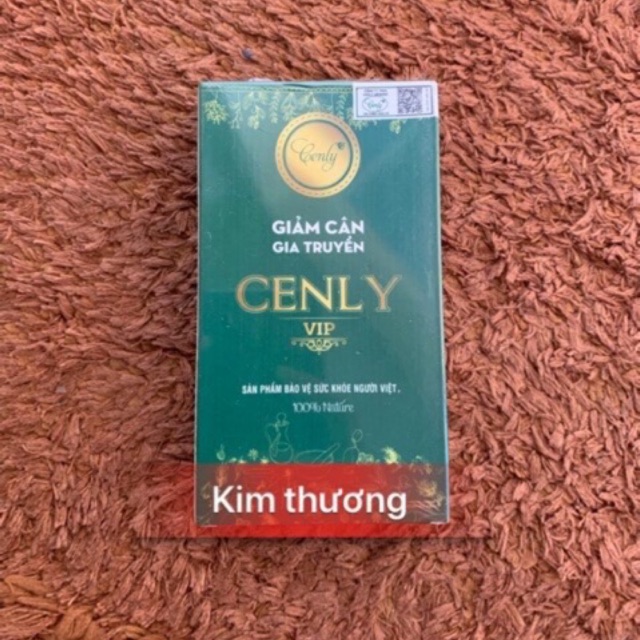 Cenly
GIẢM CÂN
GIA TRUYỀN
CENLY
VIP
SẢN PHẨM BẢO VỆ SỨC KHỎE NGƯỜI VIỆT.
100% Nature
Kim thương